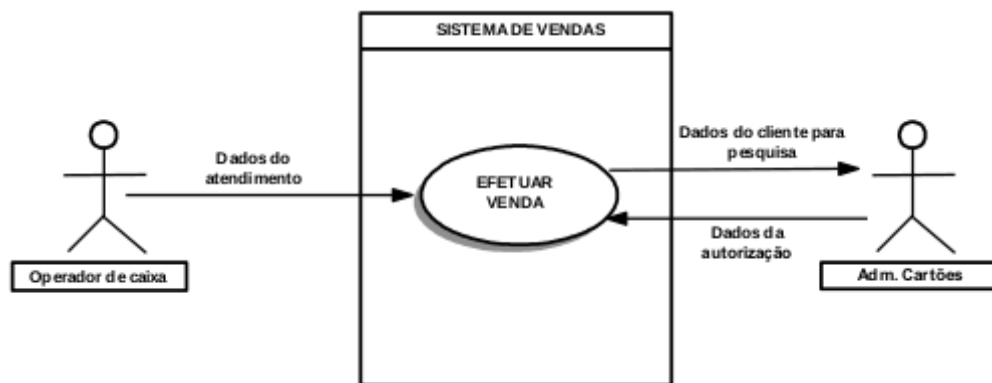 SISTEMA DE VENDAS
Dados do
atendimento
EFETUAR
VENDA
Dados do cliente para
pesquisa
Dados da
autorização
Operador de caixa
Adm. Cartões